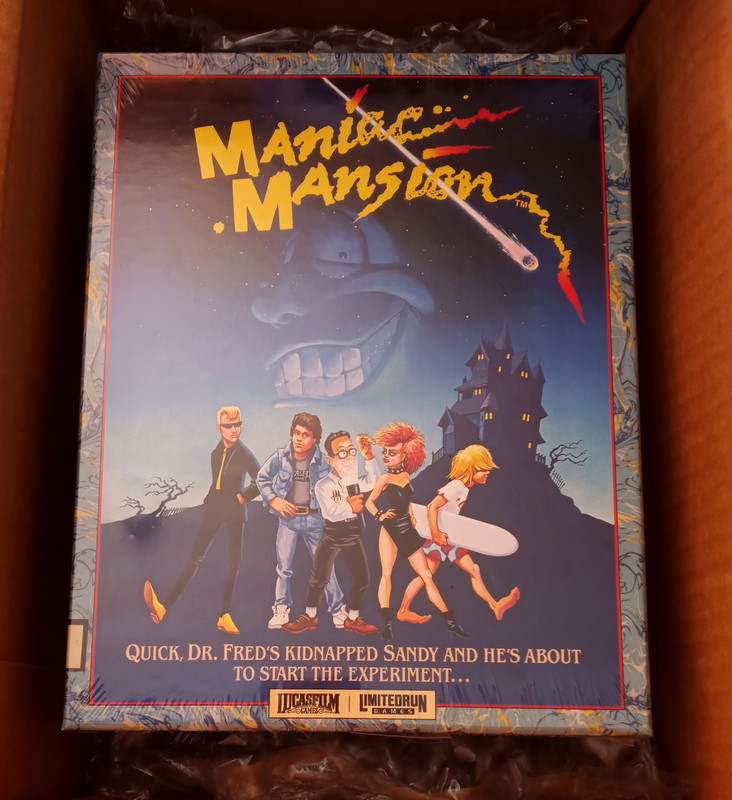 Maniac
Mansion
TM
Quick, Dr. Fred's kidnapped Sandy and he's about
to start the experiment...
LUCASFILM
GAMES
LIMITEDRUN
GAMES